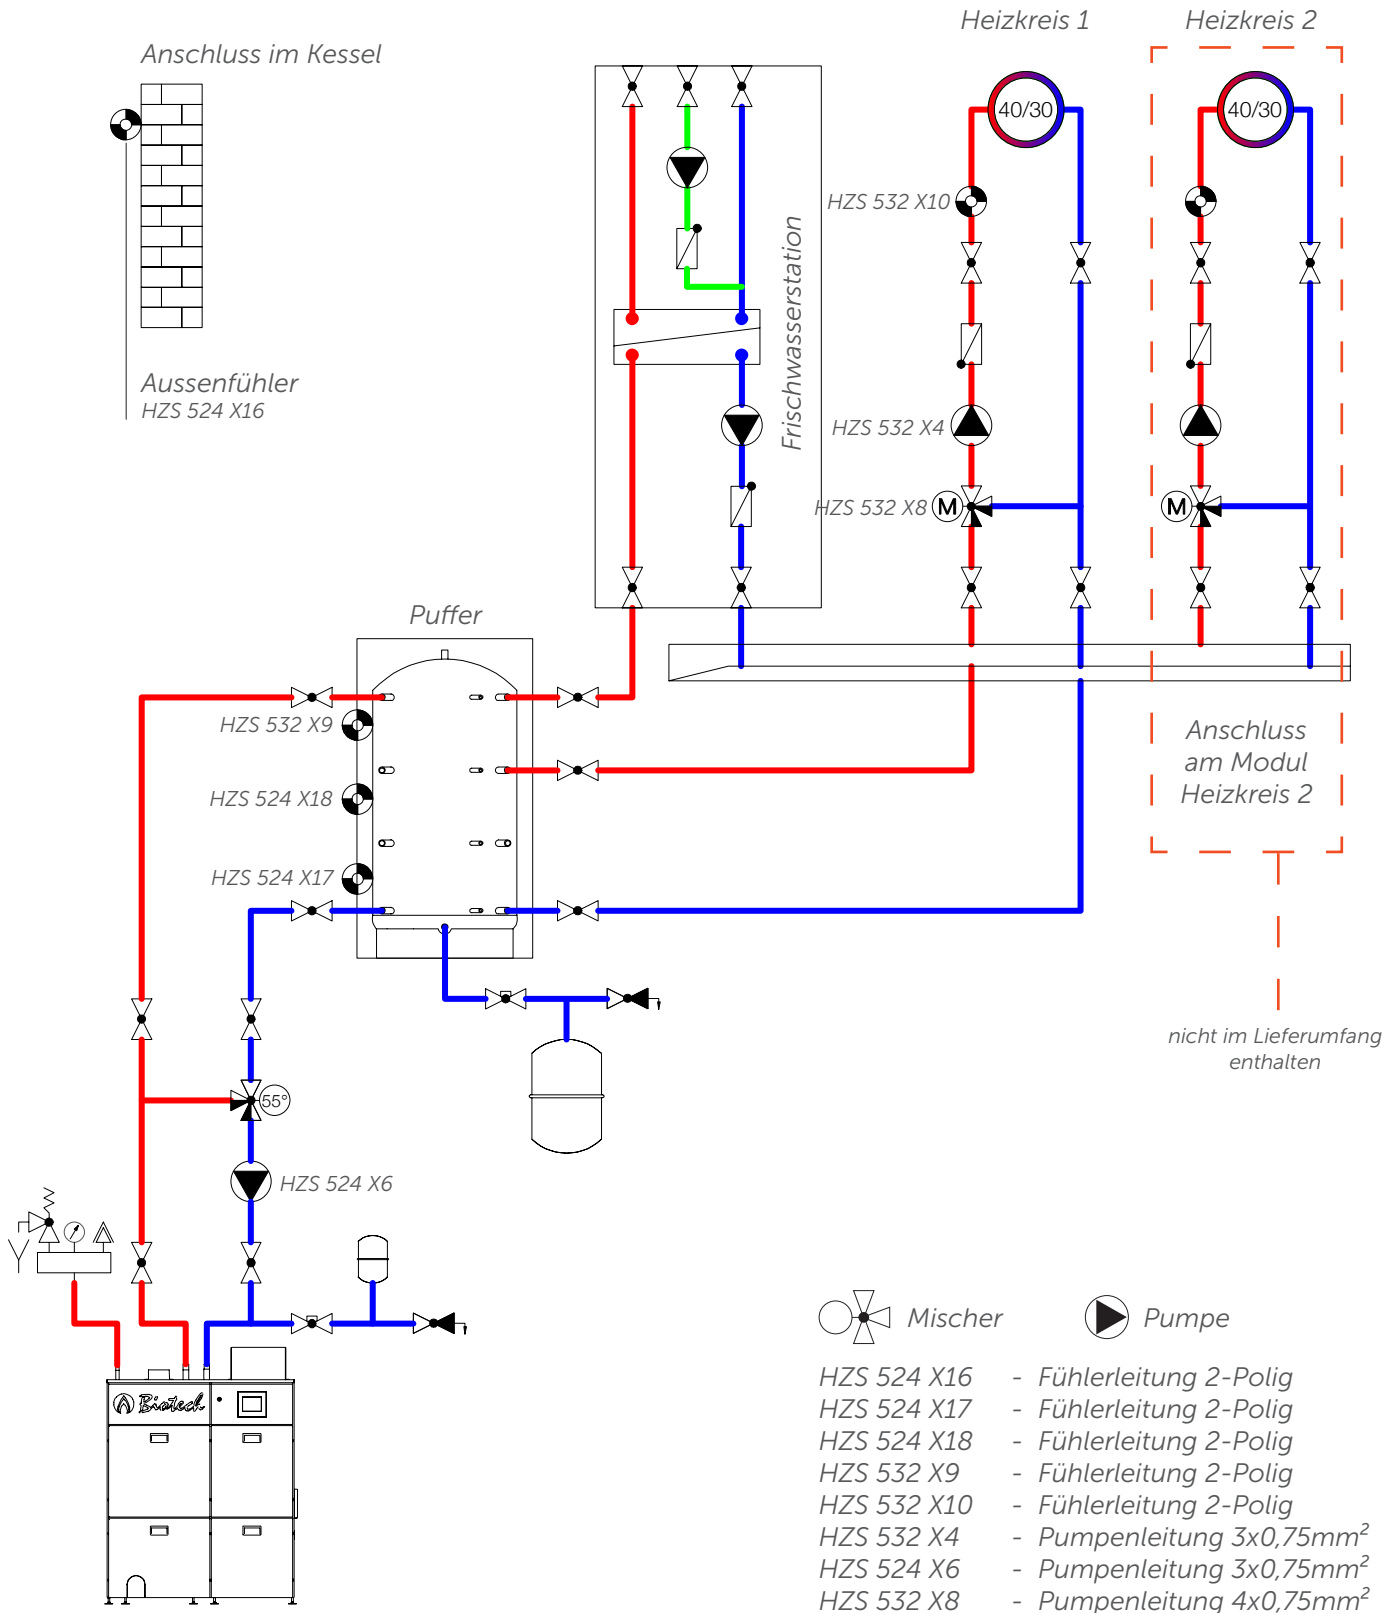 Heizkreis 1
Heizkreis 2
Anschluss im Kessel
40/30
40/30
HZS 532 X10
Frischwasserstation
Aussenfühler
HZS 524 X16
HZS 532 X4
HZS 532 X8
M
M
Puffer
HZS 532 X9
HZS 524 X18
HZS 524 X17
Anschluss
am Modul
Heizkreis 2
nicht im Lieferumfang
enthalten
55°
HZS 524 X6
Biotech
Mischer
Pumpe
HZS 524 X16 - Fühlerleitung 2-Polig
HZS 524 X17 - Fühlerleitung 2-Polig
HZS 524 X18 - Fühlerleitung 2-Polig
HZS 532 X9 - Fühlerleitung 2-Polig
HZS 532 X10 - Fühlerleitung 2-Polig
HZS 532 X4 - Pumpenleitung 3x0,75mm²
HZS 524 X6 - Pumpenleitung 3x0,75mm²
HZS 532 X8 - Pumpenleitung 4x0,75mm²